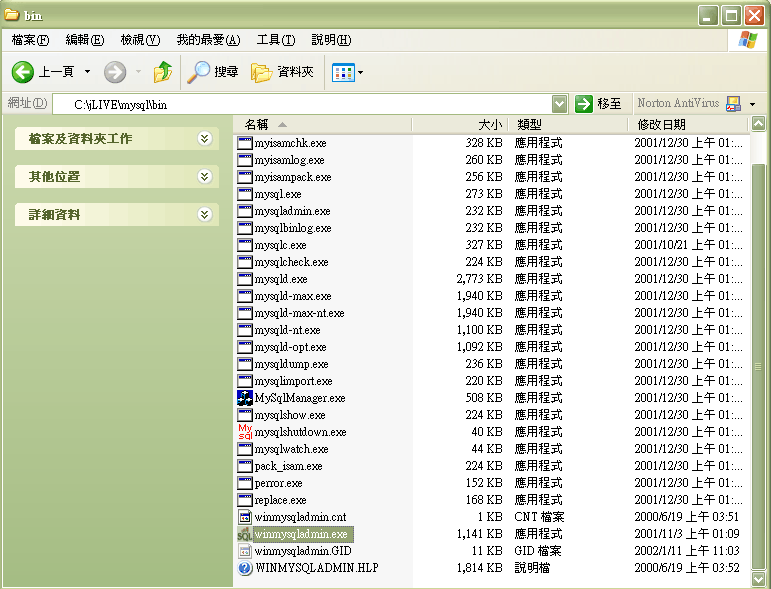 bin
檔案(F) 編輯(E) 檢視(V) 我的最愛(A) 工具(T) 說明(H)
上一頁 搜尋 資料夾
網址(D) C:\jLIVE\mysql\bin 移至 Norton AntiVirus
檔案及資料夾工作
其他位置
詳細資料
名稱 大小 類型 修改日期
myisamchk.exe 328 KB 應用程式 2001/12/30 上午 01:...
myisamlog.exe 260 KB 應用程式 2001/12/30 上午 01:...
myisampack.exe 256 KB 應用程式 2001/12/30 上午 01:...
mysql.exe 273 KB 應用程式 2001/12/30 上午 01:...
mysqladmin.exe 232 KB 應用程式 2001/12/30 上午 01:...
mysqlbinlog.exe 232 KB 應用程式 2001/12/30 上午 01:...
mysqlc.exe 327 KB 應用程式 2001/10/21 上午 01:...
mysqlcheck.exe 224 KB 應用程式 2001/12/30 上午 01:...
mysqld.exe 2,773 KB 應用程式 2001/12/30 上午 01:...
mysqld-max.exe 1,940 KB 應用程式 2001/12/30 上午 01:...
mysqld-max-nt.exe 1,940 KB 應用程式 2001/12/30 上午 01:...
mysqld-nt.exe 1,100 KB 應用程式 2001/12/30 上午 01:...
mysqld-opt.exe 1,092 KB 應用程式 2001/12/30 上午 01:...
mysqldump.exe 236 KB 應用程式 2001/12/30 上午 01:...
mysqlimport.exe 220 KB 應用程式 2001/12/30 上午 01:...
MySqlManager.exe 508 KB 應用程式 2001/12/30 上午 01:...
mysqlshow.exe 224 KB 應用程式 2001/12/30 上午 01:...
mysqlshutdown.exe 40 KB 應用程式 2001/12/30 上午 01:...
mysqlwatch.exe 44 KB 應用程式 2001/12/30 上午 01:...
pack_isam.exe 224 KB 應用程式 2001/12/30 上午 01:...
perror.exe 152 KB 應用程式 2001/12/30 上午 01:...
replace.exe 168 KB 應用程式 2001/12/30 上午 01:...
winmysqladmin.cnt 1 KB CNT 檔案 2000/6/19 上午 03:51
winmysqladmin.exe 1,141 KB 應用程式 2001/11/3 上午 01:09
winmysqladmin.GID 11 KB GID 檔案 2002/1/11 上午 11:03
WINMYSQLADMIN.HLP 1,814 KB 說明檔 2000/6/19 上午 03:52